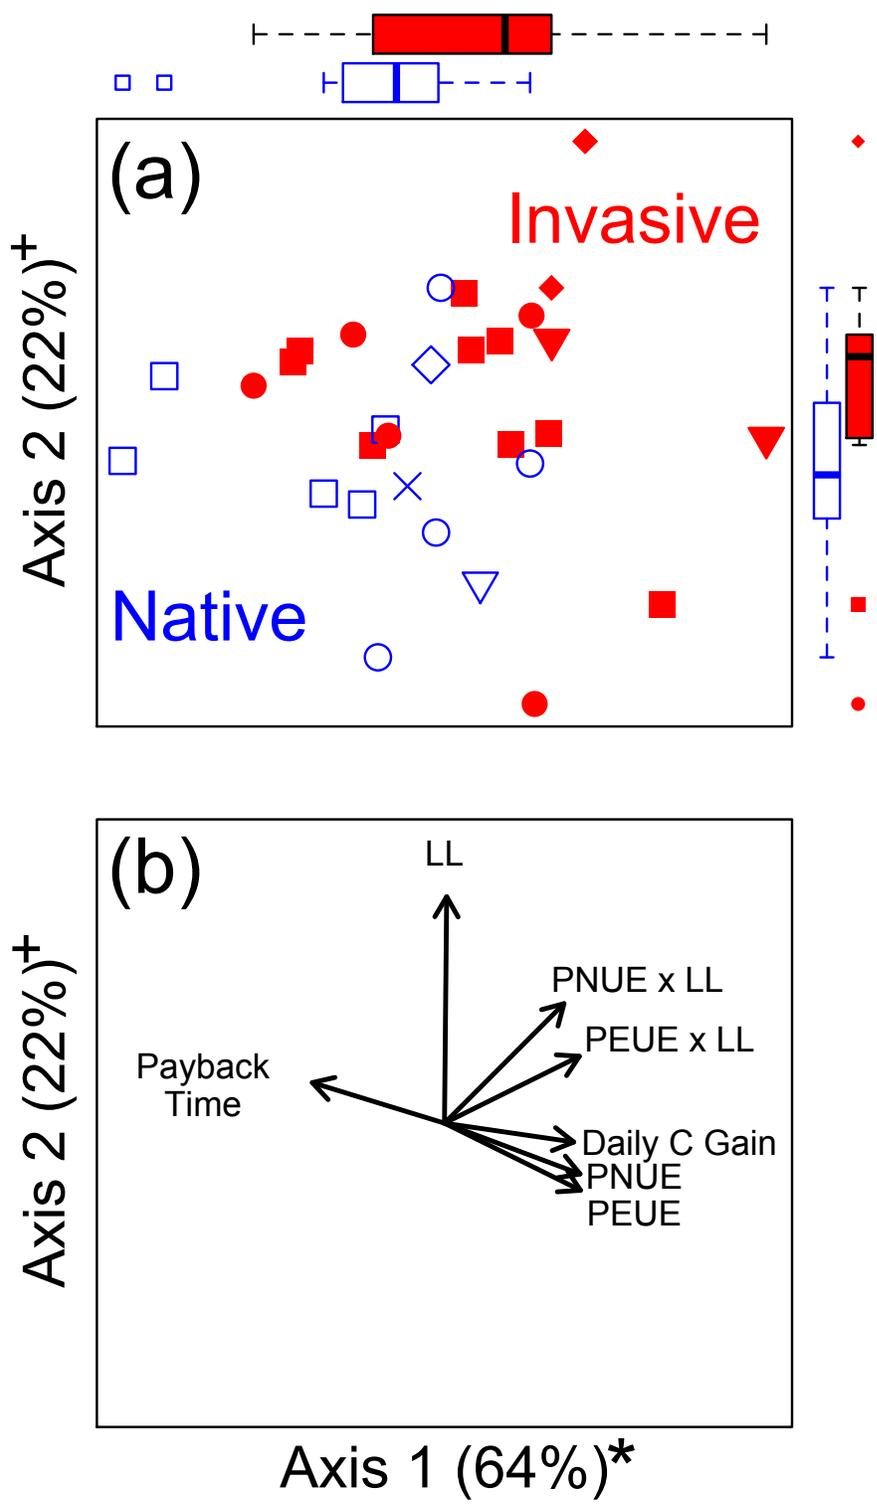 (a)
Invasive
Native
Axis 2 (22%)+
(b)
LL
PNUE x LL
PEUE x LL
Payback
Time
Daily C Gain
PNUE
PEUE
Axis 2 (22%)+
Axis 1 (64%)*